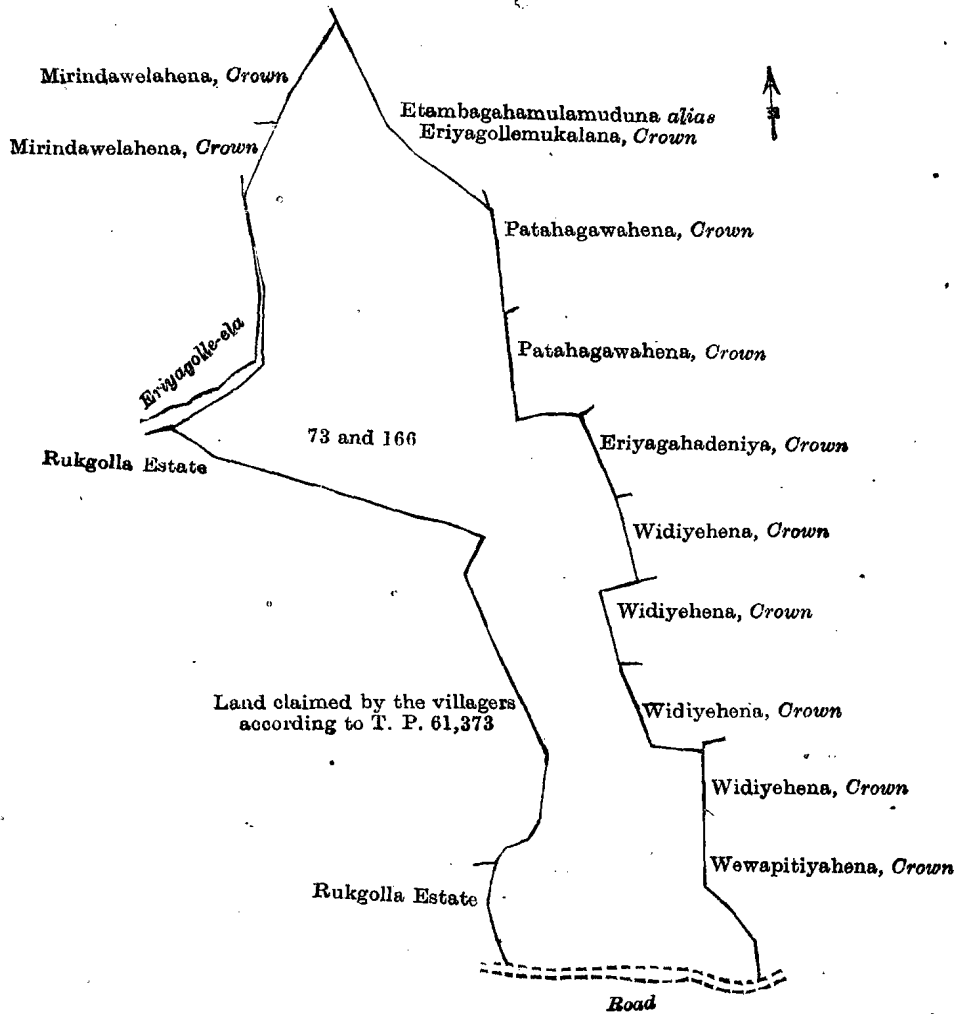 Mirindawelahena, Crown
Etambagahamulamuduna alias
Eriyagollemukalana, Crown
Mirindawelahena, Crown
Patahagawahena, Crown
Eriyagolle-ela
Patahagawahena, Crown
73 and 166
Eriyagahadeniya, Crown
Rukgolla Estate
Widiyehena, Crown
Widiyehena, Crown
Land claimed by the villagers
according to T. P. 61,373
Widiyehena, Crown
Widiyehena, Crown
Wewapitiyahena, Crown
Rukgolla Estate
Road